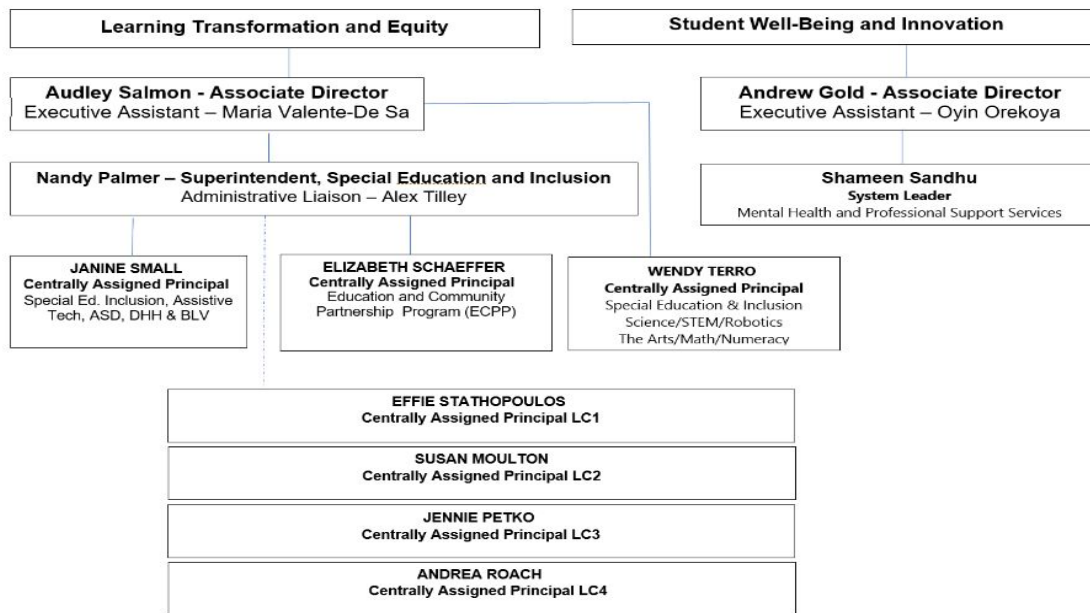 Learning Transformation and Equity
Student Well-Being and Innovation
Audley Salmon - Associate Director
Executive Assistant – Maria Valente-De Sa
Andrew Gold - Associate Director
Executive Assistant – Oyin Orekoya
Nandy Palmer – Superintendent, Special Education and Inclusion
Administrative Liaison – Alex Tilley
Shameen Sandhu
System Leader
Mental Health and Professional Support Services
JANINE SMALL
Centrally Assigned Principal
Special Ed. Inclusion, Assistive
Tech, ASD, DHH & BLV
ELIZABETH SCHAEFFER
Centrally Assigned Principal
Education and Community
Partnership Program (ECPP)
WENDY TERRO
Centrally Assigned Principal
Special Education & Inclusion
Science/STEM/Robotics
The Arts/Math/Numeracy
EFFIE STATHOPOULOS
Centrally Assigned Principal LC1
SUSAN MOULTON
Centrally Assigned Principal LC2
JENNIE PETKO
Centrally Assigned Principal LC3
ANDREA ROACH
Centrally Assigned Principal LC4